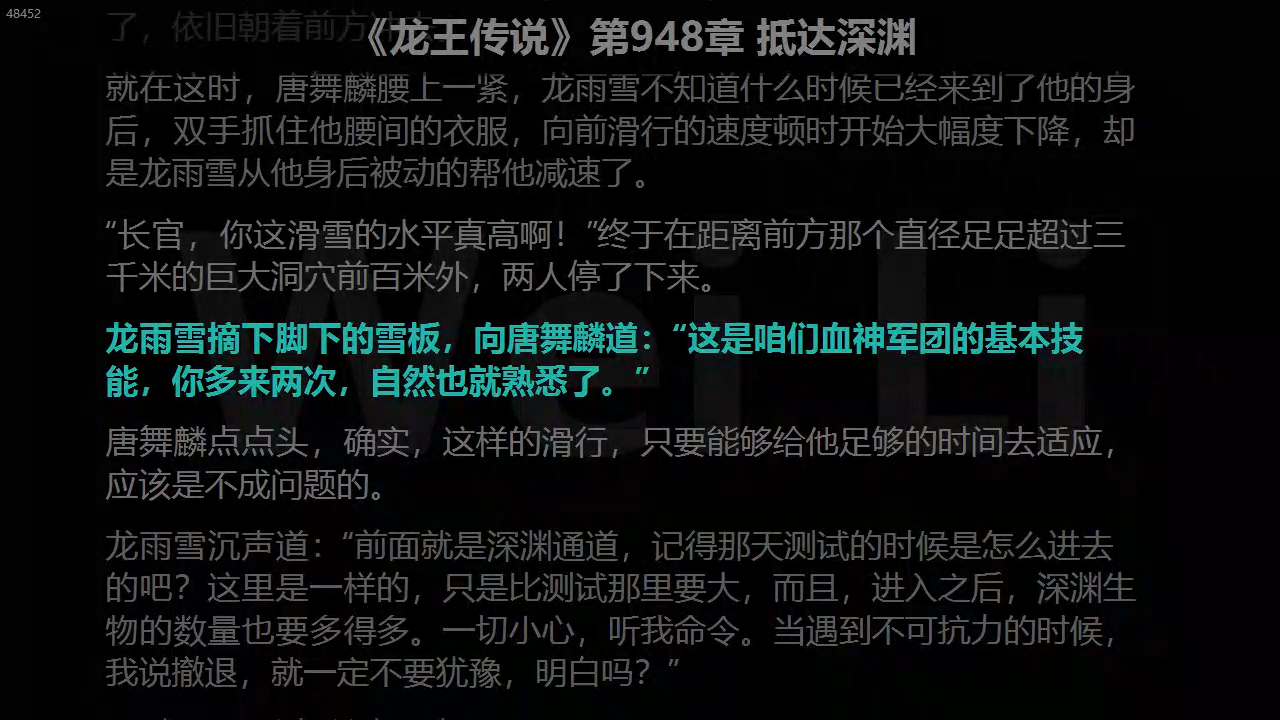 48452
了，依旧朝着前方冲去。
《龙王传说》第948章 抵达深渊
就在这时，唐舞麟腰上一紧，龙雨雪不知道什么时候已经来到了他的身
后，双手抓住他腰间的衣服，向前滑行的速度顿时开始大幅度下降，却
是龙雨雪从他身后被动的帮他减速了。
“长官，你这滑雪的水平真高啊！”终于在距离前方那个直径足足超过三
千米的巨大洞穴前百米外，两人停了下来。
龙雨雪摘下脚下的雪板，向唐舞麟道：“这是咱们血神军团的基本技
能，你多来两次，自然也就熟悉了。”
唐舞麟点点头，确实，这样的滑行，只要能够给他足够的时间去适应，
应该是不成问题的。
龙雨雪沉声道：“前面就是深渊通道，记得那天测试的时候是怎么进去
的吧？这里是一样的，只是比测试那里要大，而且，进入之后，深渊生
物的数量也要多得多。一切小心，听我命令。当遇到不可抗力的时候，
我说撤退，就一定不要犹豫，明白吗？”
Wei Li